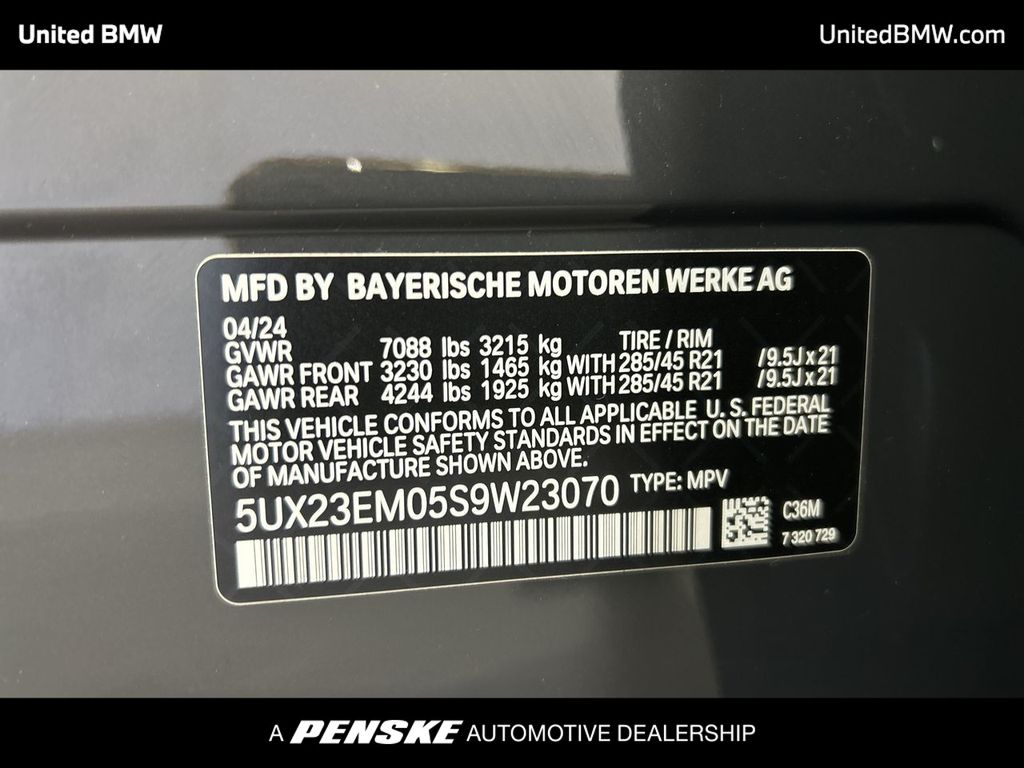 United BMW
UnitedBMW.com
MFD BY BAYERISCHE MOTOREN WERKE AG
04/24
TIRE / RIM
GVWR 7088 lbs 3215 kg
GAWR FRONT 3230 lbs 1465 kg WITH 285/45 R21 /9.5J x 21
GAWR REAR 4244 lbs 1925 kg WITH 285/45 R21 /9.5J x 21
THIS VEHICLE CONFORMS TO ALL APPLICABLE U. S. FEDERAL
MOTOR VEHICLE SAFETY STANDARDS IN EFFECT ON THE DATE
OF MANUFACTURE SHOWN ABOVE.
5UX23EM05S9W23070 TYPE: MPV
C36M
7 320 729
A PENSKE AUTOMOTIVE DEALERSHIP